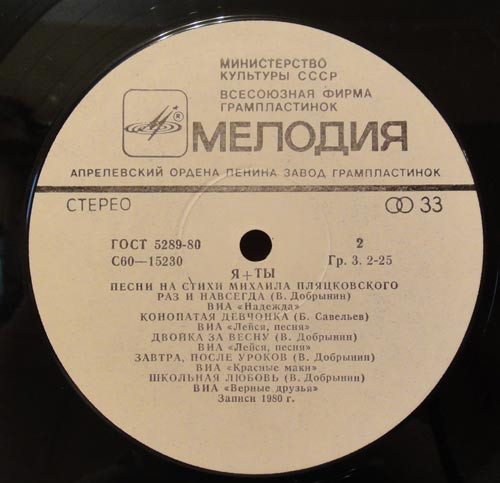 МИНИСТЕРСТВО
КУЛЬТУРЫ СССР
ВСЕСОЮЗНАЯ ФИРМА
ГРАМПЛАСТИНОК
® МЕЛОДИЯ
АПРЕЛЕВСКИЙ ОРДЕНА ЛЕНИНА ЗАВОД ГРАМПЛАСТИНОК
СТЕРЕО 33
ГОСТ 5289-80 2
С60—15230 Гр. 3. 2-25
Я+ТЫ
ПЕСНИ НА СТИХИ МИХАИЛА ПЛЯЦКОВСКОГО
РАЗ И НАВСЕГДА (В. Добрынин)
ВИА «Надежда»
КОНОПАТАЯ ДЕВЧОНКА (Б. Савельев)
ВИА «Лейся, песня»
ДВОЙКА ЗА ВЕСНУ (В. Добрынин)
ВИА «Лейся, песня»
ЗАВТРА, ПОСЛЕ УРОКОВ (В. Добрынин)
ВИА «Красные маки»
ШКОЛЬНАЯ ЛЮБОВЬ (В. Добрынин)
ВИА «Верные друзья»
Записи 1980 г.